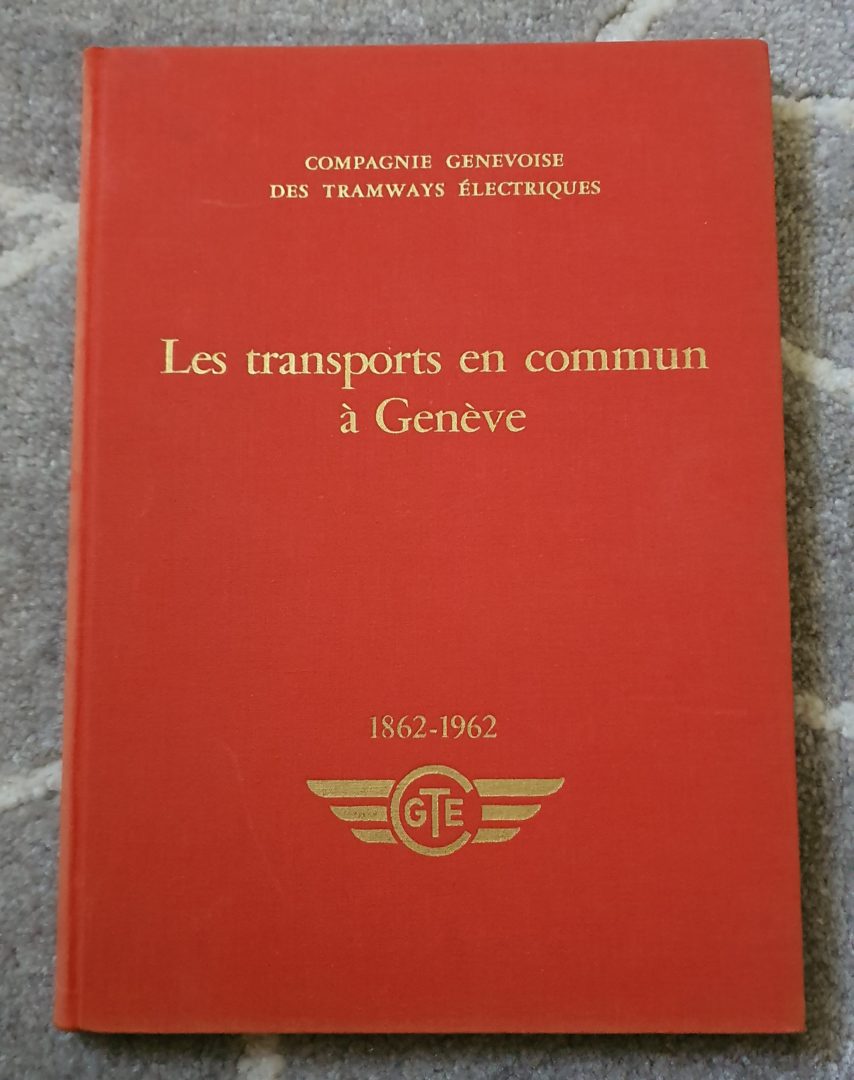 COMPAGNIE GENEVOISE
DES TRAMWAYS ÉLECTRIQUES
Les transports en commun
à Genève
1862-1962
CGTE